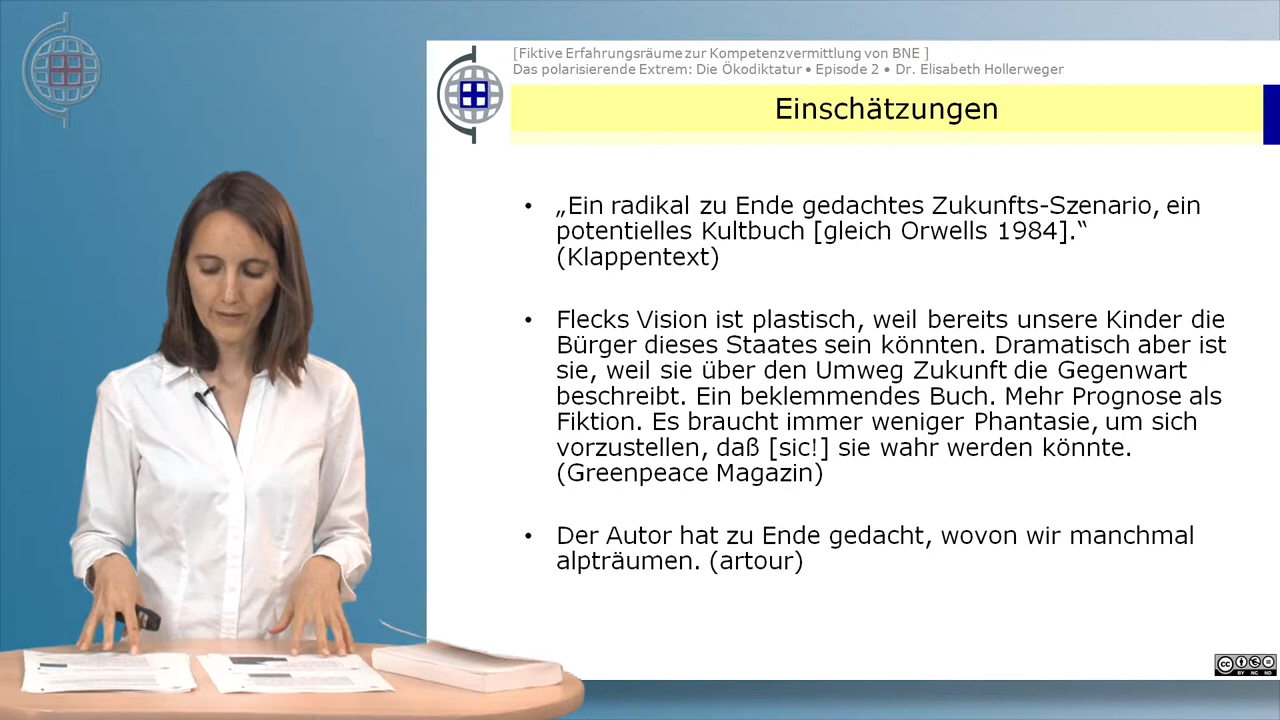 [Fiktive Erfahrungsräume zur Kompetenzvermittlung von BNE ]
Das polarisierende Extrem: Die Ökodiktatur • Episode 2 • Dr. Elisabeth Hollerweger
Einschätzungen
• „Ein radikal zu Ende gedachtes Zukunfts-Szenario, ein
potentielles Kultbuch [gleich Orwells 1984].“
(Klappentext)
• Flecks Vision ist plastisch, weil bereits unsere Kinder die
Bürger dieses Staates sein könnten. Dramatisch aber ist
sie, weil sie über den Umweg Zukunft die Gegenwart
beschreibt. Ein beklemmendes Buch. Mehr Prognose als
Fiktion. Es braucht immer weniger Phantasie, um sich
vorzustellen, daß [sic!] sie wahr werden könnte.
(Greenpeace Magazin)
• Der Autor hat zu Ende gedacht, wovon wir manchmal
alpträumen. (artour)
cc
BY NC ND